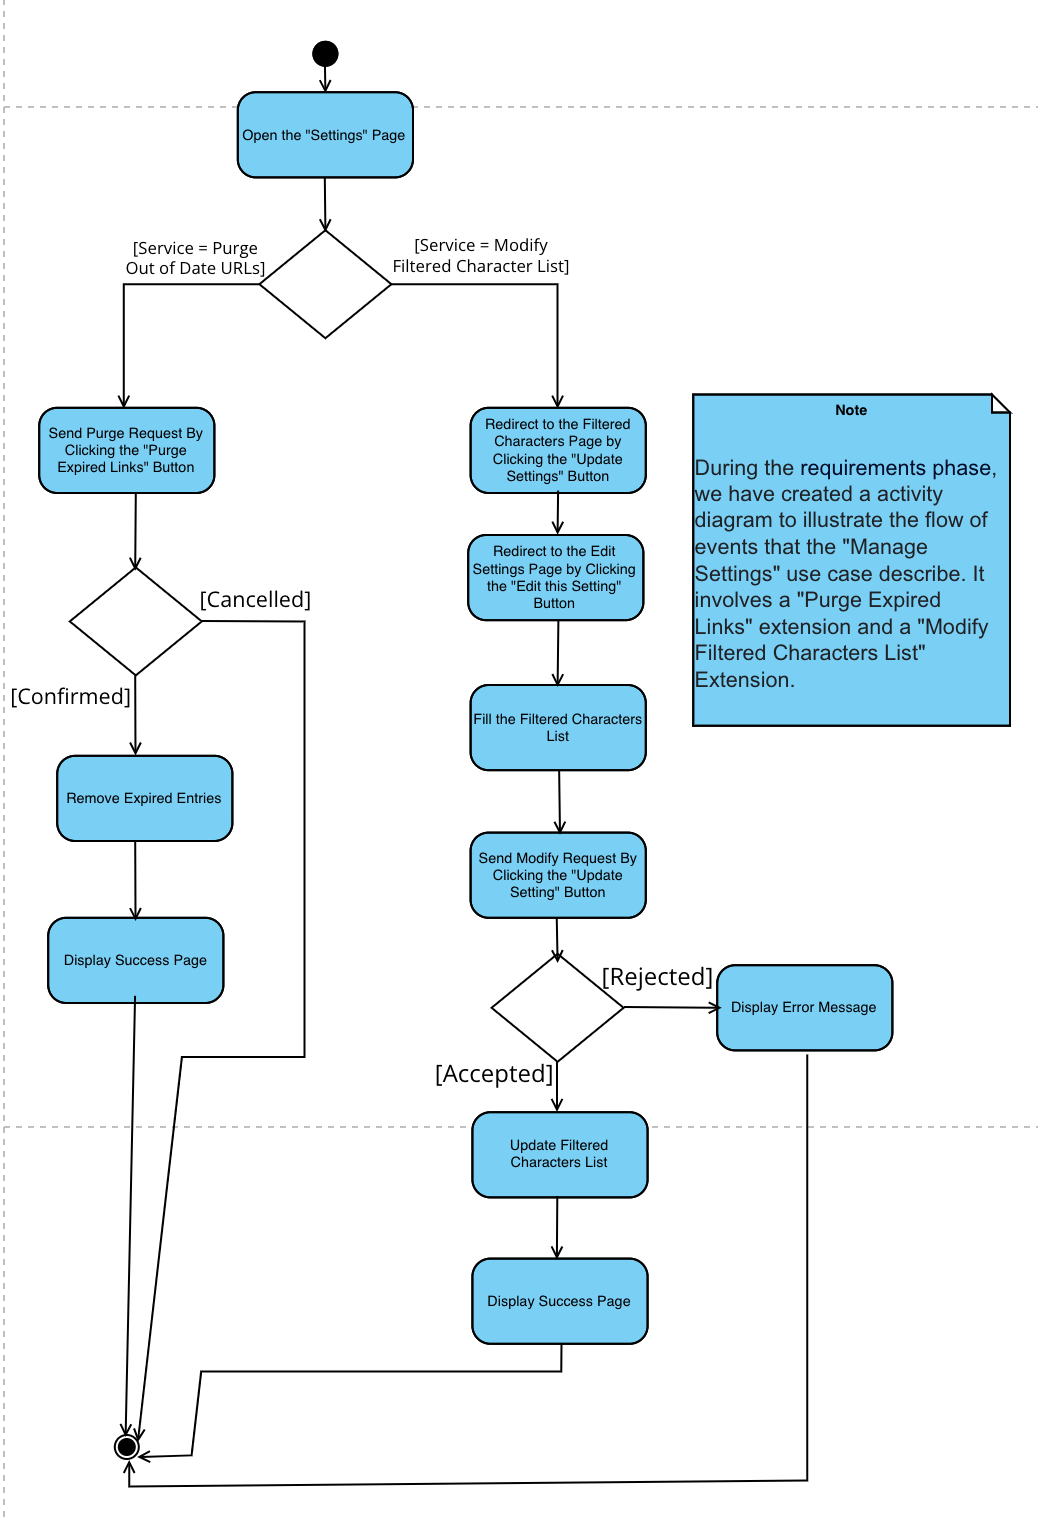 Open the "Settings" Page
[Service = Purge
Out of Date URLs]
[Service = Modify
Filtered Character List]
Send Purge Request By
Clicking the "Purge
Expired Links" Button
Redirect to the Filtered
Characters Page by
Clicking the "Update
Settings" Button
Note
During the requirements phase,
we have created a activity
diagram to illustrate the flow of
events that the "Manage
Settings" use case describe. It
involves a "Purge Expired
Links" extension and a "Modify
Filtered Characters List"
Extension.
Redirect to the Edit
Settings Page by Clicking
the "Edit this Setting"
Button
[Cancelled]
[Confirmed]
Fill the Filtered Characters
List
Remove Expired Entries
Send Modify Request By
Clicking the "Update
Setting" Button
Display Success Page
[Rejected]
Display Error Message
[Accepted]
Update Filtered
Characters List
Display Success Page